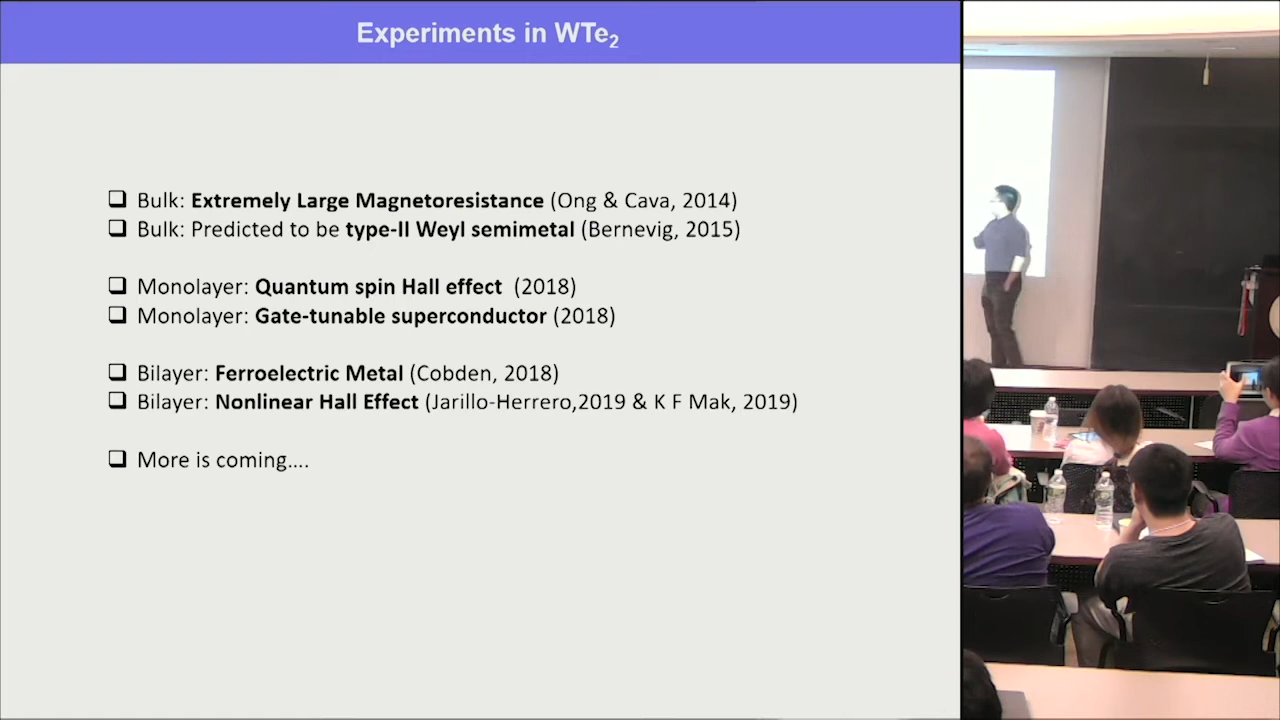 Experiments in WTe2
❑ Bulk: Extremely Large Magnetoresistance (Ong & Cava, 2014)
❑ Bulk: Predicted to be type-II Weyl semimetal (Bernevig, 2015)
❑ Monolayer: Quantum spin Hall effect (2018)
❑ Monolayer: Gate-tunable superconductor (2018)
❑ Bilayer: Ferroelectric Metal (Cobden, 2018)
❑ Bilayer: Nonlinear Hall Effect (Jarillo-Herrero,2019 & K F Mak, 2019)
❑ More is coming….